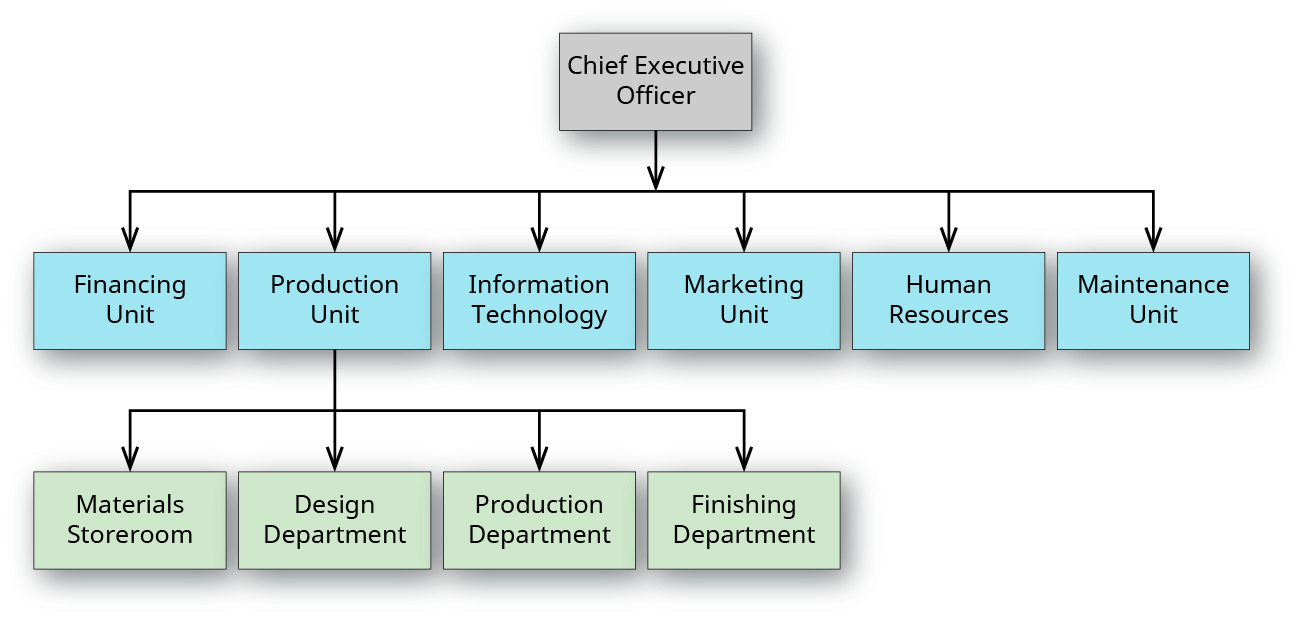 Chief Executive
Officer
Financing
Unit
Production
Unit
Information
Technology
Marketing
Unit
Human
Resources
Maintenance
Unit
Materials
Storeroom
Design
Department
Production
Department
Finishing
Department